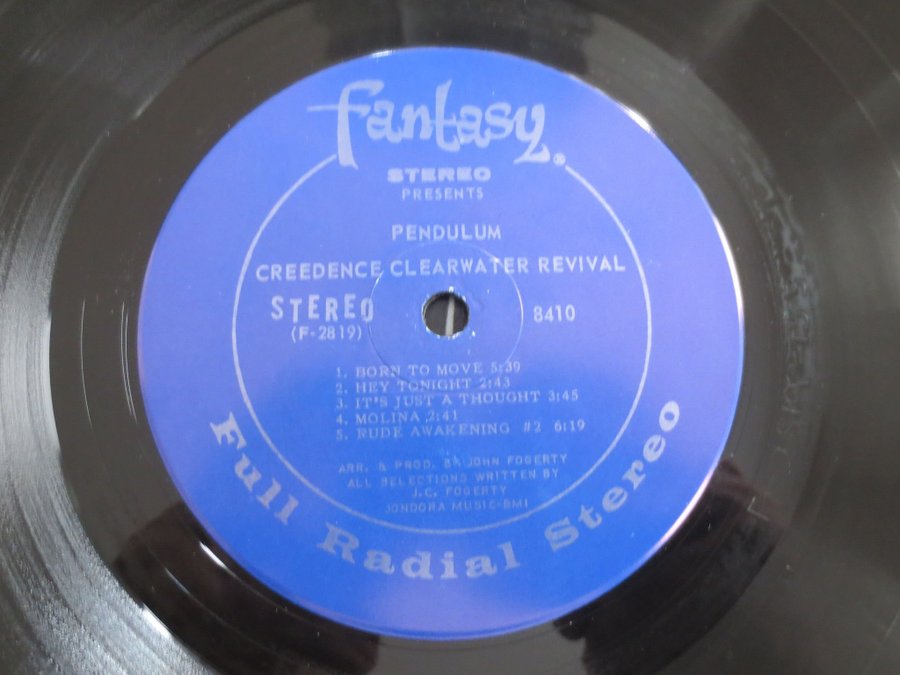 fantasy®
STEREO
PRESENTS
PENDULUM
CREEDENCE CLEARWATER REVIVAL
STEREO
(F-2819)
8410
1. BORN TO MOVE 5:39
2. HEY TONIGHT 2:43
3. IT'S JUST A THOUGHT 3:45
4. MOLINA 2:41
5. RUDE AWAKENING #2 6:19
ARR. & PROD. BY JOHN FOGERTY
ALL SELECTIONS WRITTEN BY
J.C. FOGERTY
JONDORA MUSIC-BMI
Full Radial Stereo